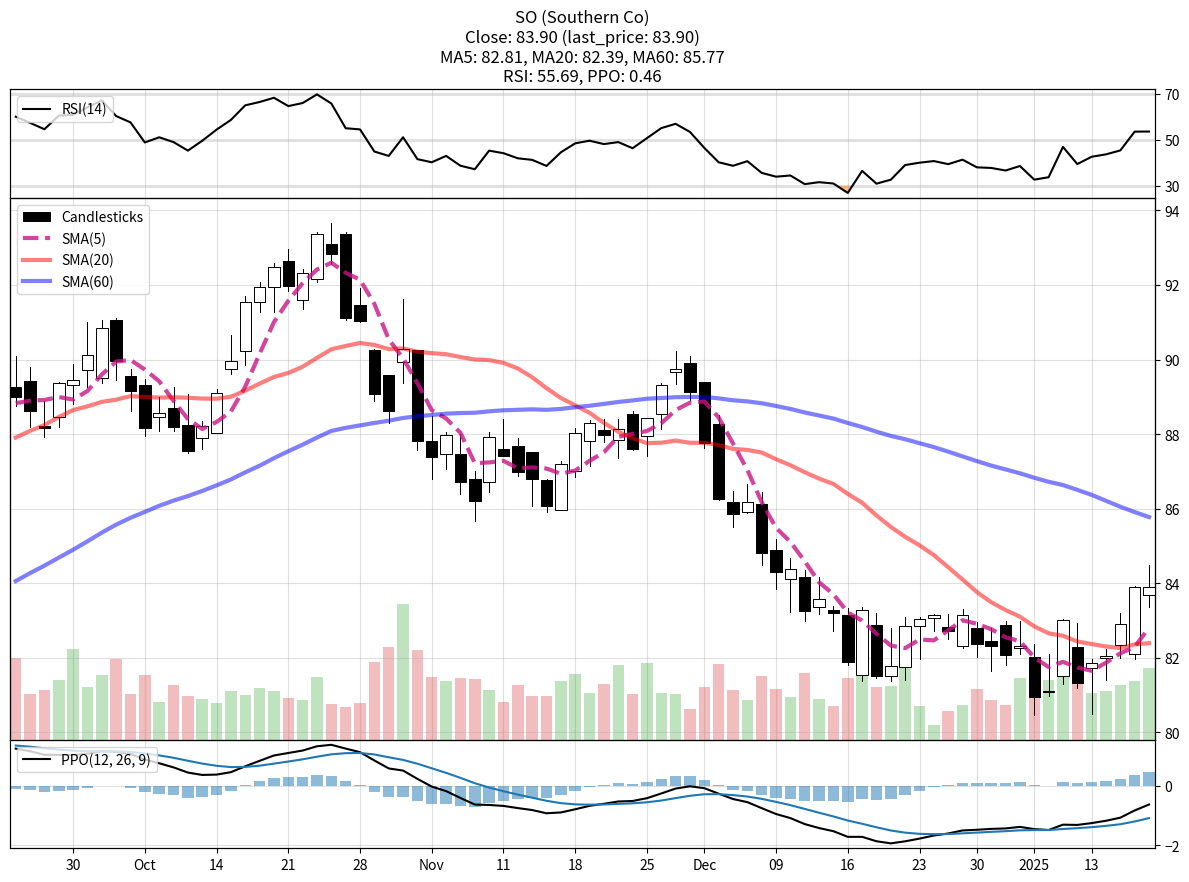 SO (Southern Co)
Close: 83.90 (last_price: 83.90)
MA5: 82.81, MA20: 82.39, MA60: 85.77
RSI: 55.69, PPO: 0.46
RSI(14)
70
50
30
Candlesticks
SMA(5)
SMA(20)
SMA(60)
94
92
90
88
86
84
82
80
PPO(12, 26, 9)
0
−2
30 Oct 14 21 28 Nov 11 18 25 Dec 09 16 23 30 2025 13